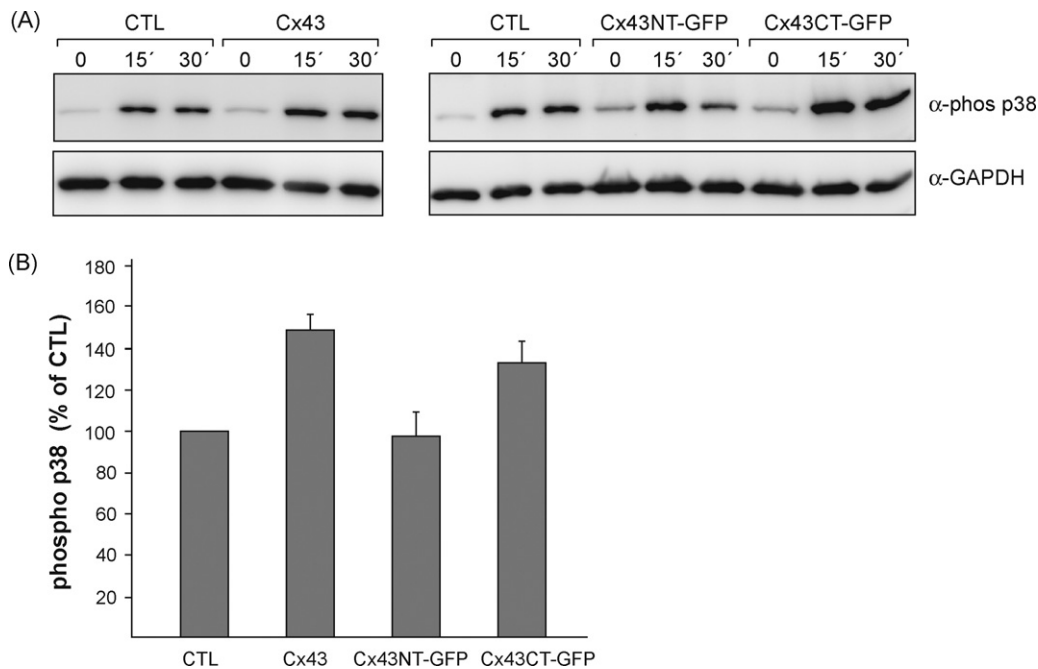 (A)
CTL Cx43 CTL Cx43NT-GFP Cx43CT-GFP
0 15´ 30´ 0 15´ 30´ 0 15´ 30´ 0 15´ 30´ 0 15´ 30´
α-phos p38
α-GAPDH
(B)
phospho p38 (% of CTL)
180
160
140
120
100
80
60
40
20
CTL Cx43 Cx43NT-GFP Cx43CT-GFP